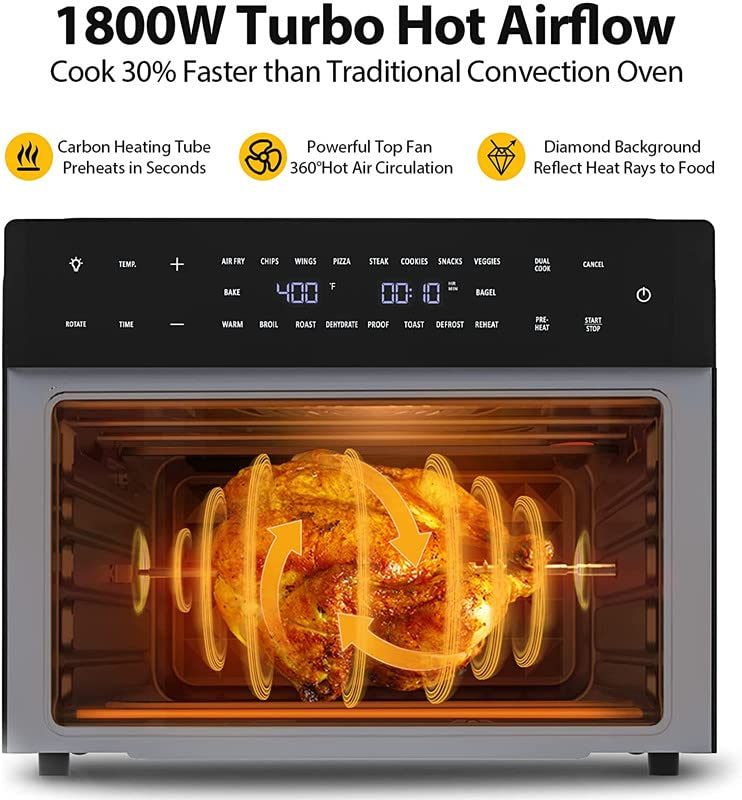 1800W Turbo Hot Airflow
Cook 30% Faster than Traditional Convection Oven
Carbon Heating Tube
Preheats in Seconds
Powerful Top Fan
360°Hot Air Circulation
Diamond Background
Reflect Heat Rays to Food
TEMP. + AIR FRY CHIPS WINGS PIZZA STEAK COOKIES SNACKS VEGGIES DUAL COOK CANCEL
BAKE 400 °F 00:10 HR MIN BAGEL
ROTATE TIME − WARM BROIL ROAST DEHYDRATE PROOF TOAST DEFROST REHEAT PRE-HEAT START STOP